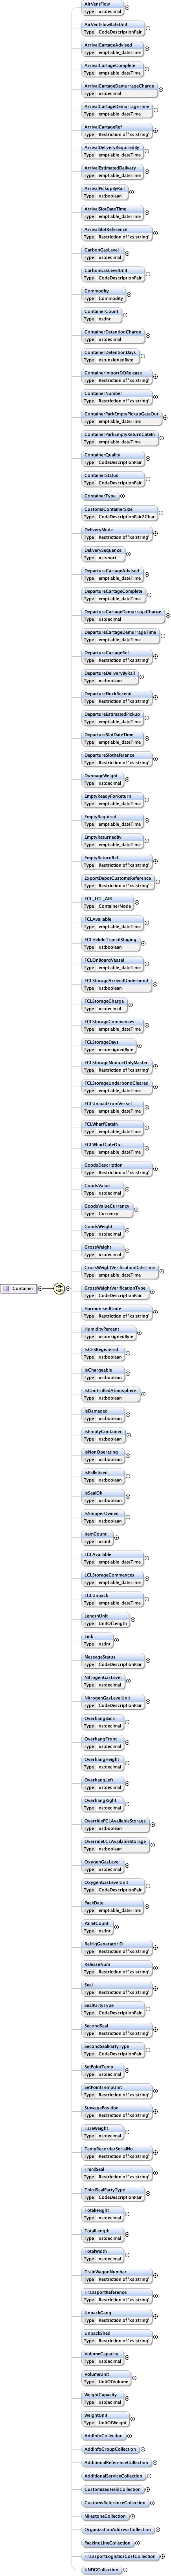 AirVentFlow
Type xs:decimal
AirVentFlowRateUnit
Type CodeDescriptionPair
ArrivalCartageAdvised
Type emptiable_dateTime
ArrivalCartageComplete
Type emptiable_dateTime
ArrivalCartageDemurrageCharge
Type xs:decimal
ArrivalCartageDemurrageTime
Type emptiable_dateTime
ArrivalCartageRef
Type Restriction of 'xs:string'
ArrivalDeliveryRequiredBy
Type emptiable_dateTime
ArrivalEstimatedDelivery
Type emptiable_dateTime
ArrivalPickupByRail
Type xs:boolean
ArrivalSlotDateTime
Type emptiable_dateTime
ArrivalSlotReference
Type Restriction of 'xs:string'
CarbonGasLevel
Type xs:decimal
CarbonGasLevelUnit
Type CodeDescriptionPair
Commodity
Type Commodity
ContainerCount
Type xs:int
ContainerDetentionCharge
Type xs:decimal
ContainerDetentionDays
Type xs:unsignedByte
ContainerImportDORelease
Type Restriction of 'xs:string'
ContainerNumber
Type Restriction of 'xs:string'
ContainerParkEmptyPickupGateOut
Type emptiable_dateTime
ContainerParkEmptyReturnGateIn
Type emptiable_dateTime
ContainerQuality
Type CodeDescriptionPair
ContainerStatus
Type CodeDescriptionPair
ContainerType
CustomsContainerSize
Type CodeDescriptionPair2Char
DeliveryMode
Type Restriction of 'xs:string'
DeliverySequence
Type xs:short
DepartureCartageAdvised
Type emptiable_dateTime
DepartureCartageComplete
Type emptiable_dateTime
DepartureCartageDemurrageCharge
Type xs:decimal
DepartureCartageDemurrageTime
Type emptiable_dateTime
DepartureCartageRef
Type Restriction of 'xs:string'
DepartureDeliveryByRail
Type xs:boolean
DepartureDockReceipt
Type Restriction of 'xs:string'
DepartureEstimatedPickup
Type emptiable_dateTime
DepartureSlotDateTime
Type emptiable_dateTime
DepartureSlotReference
Type Restriction of 'xs:string'
DunnageWeight
Type xs:decimal
EmptyReadyForReturn
Type emptiable_dateTime
EmptyRequired
Type emptiable_dateTime
EmptyReturnedBy
Type emptiable_dateTime
EmptyReturnRef
Type Restriction of 'xs:string'
ExportDepotCustomsReference
Type Restriction of 'xs:string'
FCL_LCL_AIR
Type ContainerMode
FCLAvailable
Type emptiable_dateTime
FCLHeldInTransitStaging
Type xs:boolean
FCLOnBoardVessel
Type emptiable_dateTime
FCLStorageArrivedUnderbond
Type xs:boolean
FCLStorageCharge
Type xs:decimal
FCLStorageCommences
Type emptiable_dateTime
FCLStorageDays
Type xs:unsignedByte
FCLStorageModuleOnlyMaster
Type Restriction of 'xs:string'
FCLStorageUnderbondCleared
Type emptiable_dateTime
FCLUnloadFromVessel
Type emptiable_dateTime
FCLWharfGateIn
Type emptiable_dateTime
FCLWharfGateOut
Type emptiable_dateTime
GoodsDescription
Type Restriction of 'xs:string'
GoodsValue
Type xs:decimal
GoodsValueCurrency
Type Currency
GoodsWeight
Type xs:decimal
GrossWeight
Type xs:decimal
GrossWeightVerificationDateTime
Type emptiable_dateTime
Container
GrossWeightVerificationType
Type CodeDescriptionPair
HarmonisedCode
Type Restriction of 'xs:string'
HumidityPercent
Type xs:unsignedByte
IsCFSRegistered
Type xs:boolean
IsChargeable
Type xs:boolean
IsControlledAtmosphere
Type xs:boolean
IsDamaged
Type xs:boolean
IsEmptyContainer
Type xs:boolean
IsNonOperating
Type xs:boolean
IsPalletised
Type xs:boolean
IsSealOk
Type xs:boolean
IsShipperOwned
Type xs:boolean
ItemCount
Type xs:int
LCLAvailable
Type emptiable_dateTime
LCLStorageCommences
Type emptiable_dateTime
LCLUnpack
Type emptiable_dateTime
LengthUnit
Type UnitOfLength
Link
Type xs:int
MessageStatus
Type CodeDescriptionPair
NitrogenGasLevel
Type xs:decimal
NitrogenGasLevelUnit
Type CodeDescriptionPair
OverhangBack
Type xs:decimal
OverhangFront
Type xs:decimal
OverhangHeight
Type xs:decimal
OverhangLeft
Type xs:decimal
OverhangRight
Type xs:decimal
OverrideFCLAvailableStorage
Type xs:boolean
OverrideLCLAvailableStorage
Type xs:boolean
OxygenGasLevel
Type xs:decimal
OxygenGasLevelUnit
Type CodeDescriptionPair
PackDate
Type emptiable_dateTime
PalletCount
Type xs:int
RefrigGeneratorID
Type Restriction of 'xs:string'
ReleaseNum
Type Restriction of 'xs:string'
Seal
Type Restriction of 'xs:string'
SealPartyType
Type CodeDescriptionPair
SecondSeal
Type Restriction of 'xs:string'
SecondSealPartyType
Type CodeDescriptionPair
SetPointTemp
Type xs:decimal
SetPointTempUnit
Type Restriction of 'xs:string'
StowagePosition
Type Restriction of 'xs:string'
TareWeight
Type xs:decimal
TempRecorderSerialNo
Type Restriction of 'xs:string'
ThirdSeal
Type Restriction of 'xs:string'
ThirdSealPartyType
Type CodeDescriptionPair
TotalHeight
Type xs:decimal
TotalLength
Type xs:decimal
TotalWidth
Type xs:decimal
TrainWagonNumber
Type Restriction of 'xs:string'
TransportReference
Type Restriction of 'xs:string'
UnpackGang
Type Restriction of 'xs:string'
UnpackShed
Type Restriction of 'xs:string'
VolumeCapacity
Type xs:decimal
VolumeUnit
Type UnitOfVolume
WeightCapacity
Type xs:decimal
WeightUnit
Type UnitOfWeight
AddInfoCollection
AddInfoGroupCollection
AdditionalReferenceCollection
AdditionalServiceCollection
CustomizedFieldCollection
CustomsReferenceCollection
MilestoneCollection
OrganizationAddressCollection
PackingLineCollection
TransportLogisticsCostCollection
UNDGCollection